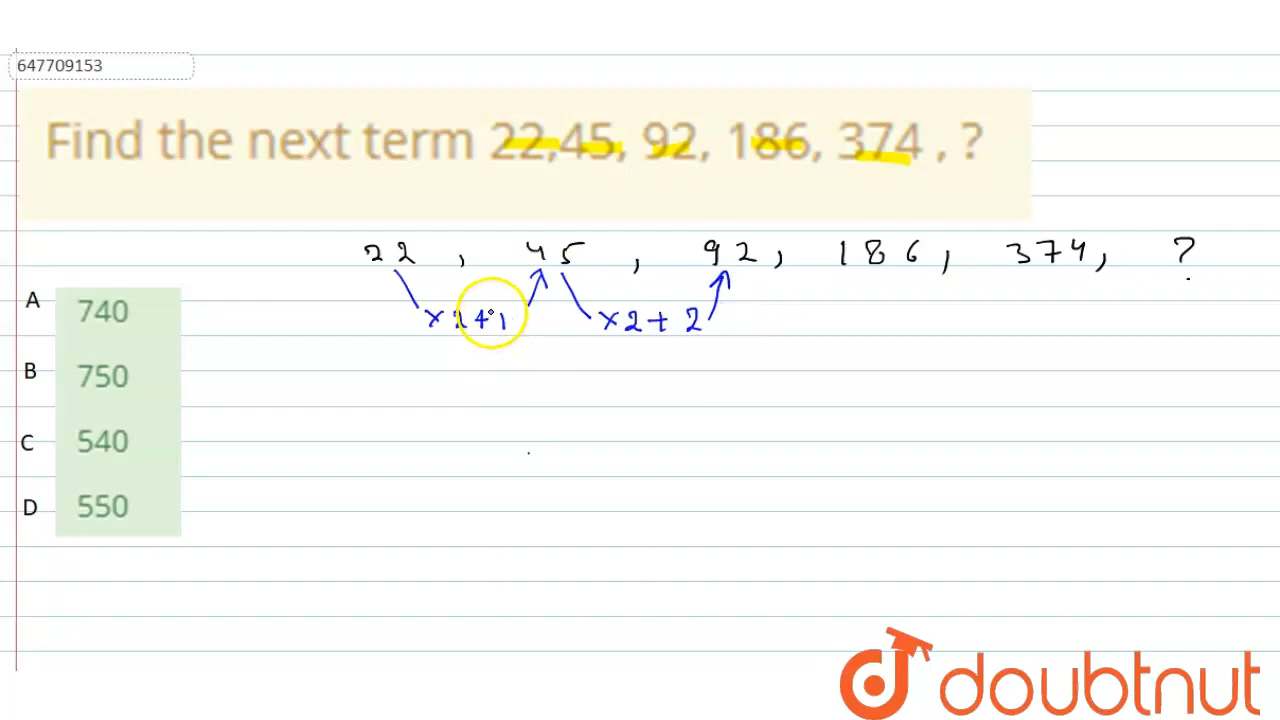 647709153
Find the next term 22,45, 92, 186, 374 , ?
22 , 45 , 92, 186, 374, ?
×2+1 ×2+2
A 740
B 750
C 540
D 550
doubtnut